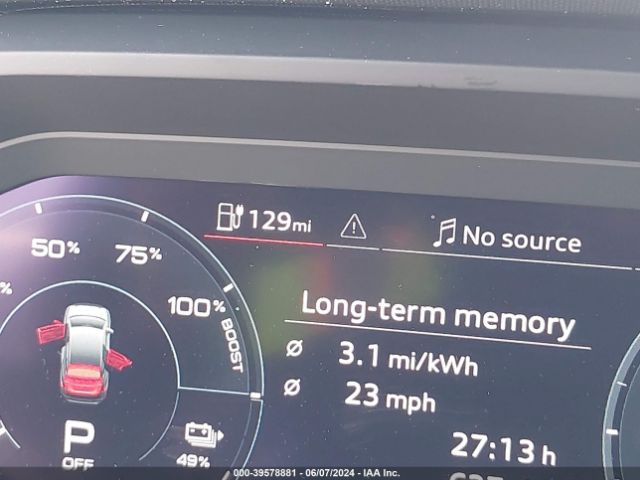 129mi
No source
50% 75%
%
100%
BOOST
Long-term memory
Ø 3.1 mi/kWh
Ø 23 mph
27:13 h
P
OFF
49%
000-39578881 - 06/07/2024 - IAA Inc.